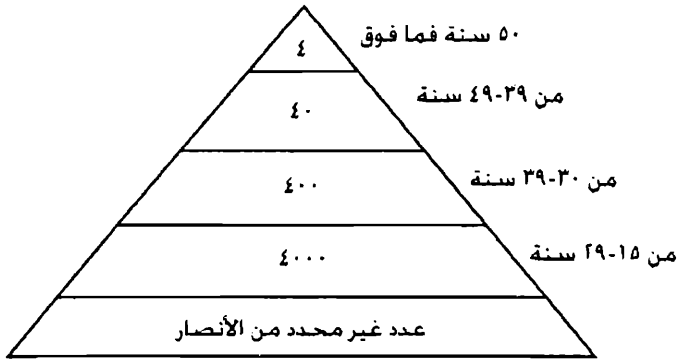 ٥٠ سنة فما فوق
٤
من ٣٩-٤٩ سنة
٤٠
من ٣٠-٣٩ سنة
٤٠٠
من ١٥-٢٩ سنة
٤٠٠٠
عدد غير محدد من الأنصار